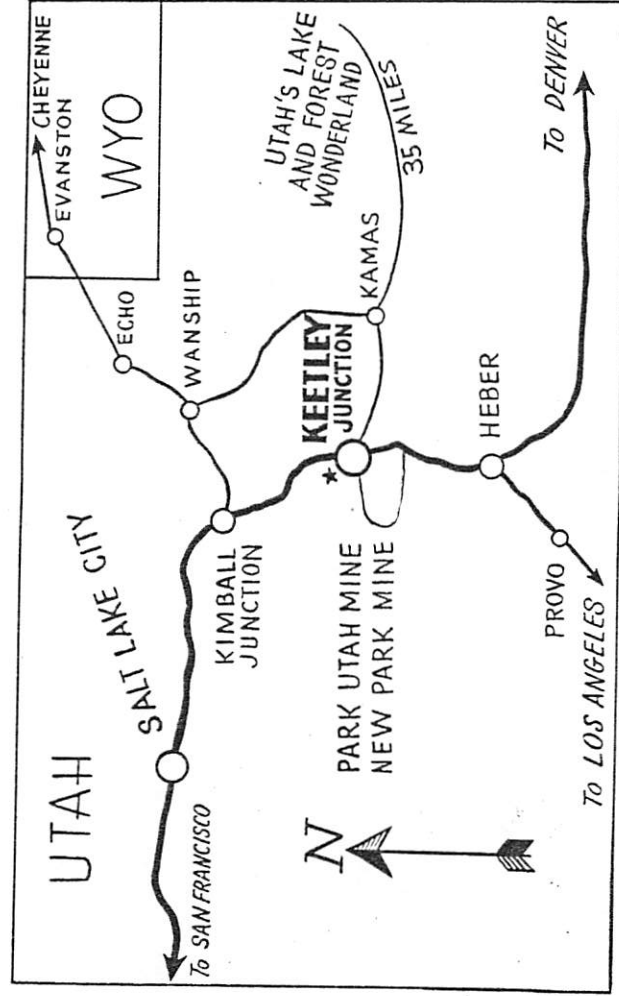 UTAH
SALT LAKE CITY
To SAN FRANCISCO
CHEYENNE
EVANSTON
WYO
ECHO
WANSHIP
UTAH'S LAKE
AND FOREST
WONDERLAND
35 MILES
KIMBALL
JUNCTION
KEETLEY
JUNCTION
KAMAS
PARK UTAH MINE
NEW PARK MINE
N
HEBER
PROVO
To LOS ANGELES
To DENVER